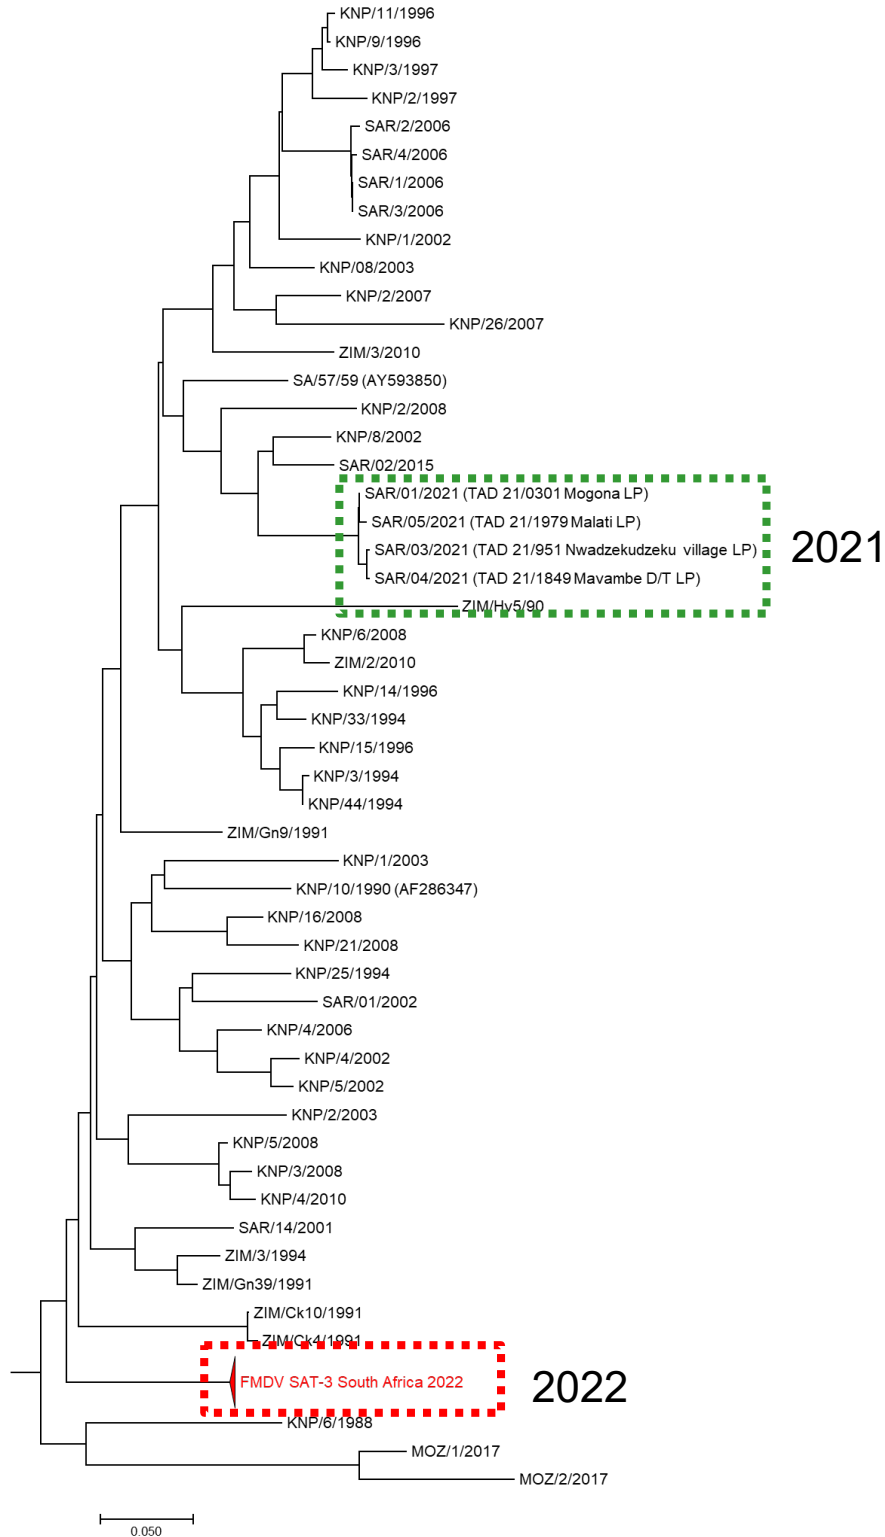 KNP/11/1996
KNP/9/1996
KNP/3/1997
KNP/2/1997
SAR/2/2006
SAR/4/2006
SAR/1/2006
SAR/3/2006
KNP/1/2002
KNP/08/2003
KNP/2/2007
KNP/26/2007
ZIM/3/2010
SA/57/59 (AY593850)
KNP/2/2008
KNP/8/2002
SAR/02/2015
SAR/01/2021 (TAD 21/0301 Mogona LP)
SAR/05/2021 (TAD 21/1979 Malati LP)
2021
SAR/03/2021 (TAD 21/951 Nwadzekudzeku village LP)
SAR/04/2021 (TAD 21/1849 Mavambe D/T LP)
ZIM/Hv5/90
KNP/6/2008
ZIM/2/2010
KNP/14/1996
KNP/33/1994
KNP/15/1996
KNP/3/1994
KNP/44/1994
ZIM/Gn9/1991
KNP/1/2003
KNP/10/1990 (AF286347)
KNP/16/2008
KNP/21/2008
KNP/25/1994
SAR/01/2002
KNP/4/2006
KNP/4/2002
KNP/5/2002
KNP/2/2003
KNP/5/2008
KNP/3/2008
KNP/4/2010
SAR/14/2001
ZIM/3/1994
ZIM/Gn39/1991
ZIM/Ck10/1991
ZIM/Ck4/1991
FMDV SAT-3 South Africa 2022
2022
KNP/6/1988
MOZ/1/2017
MOZ/2/2017
0.050